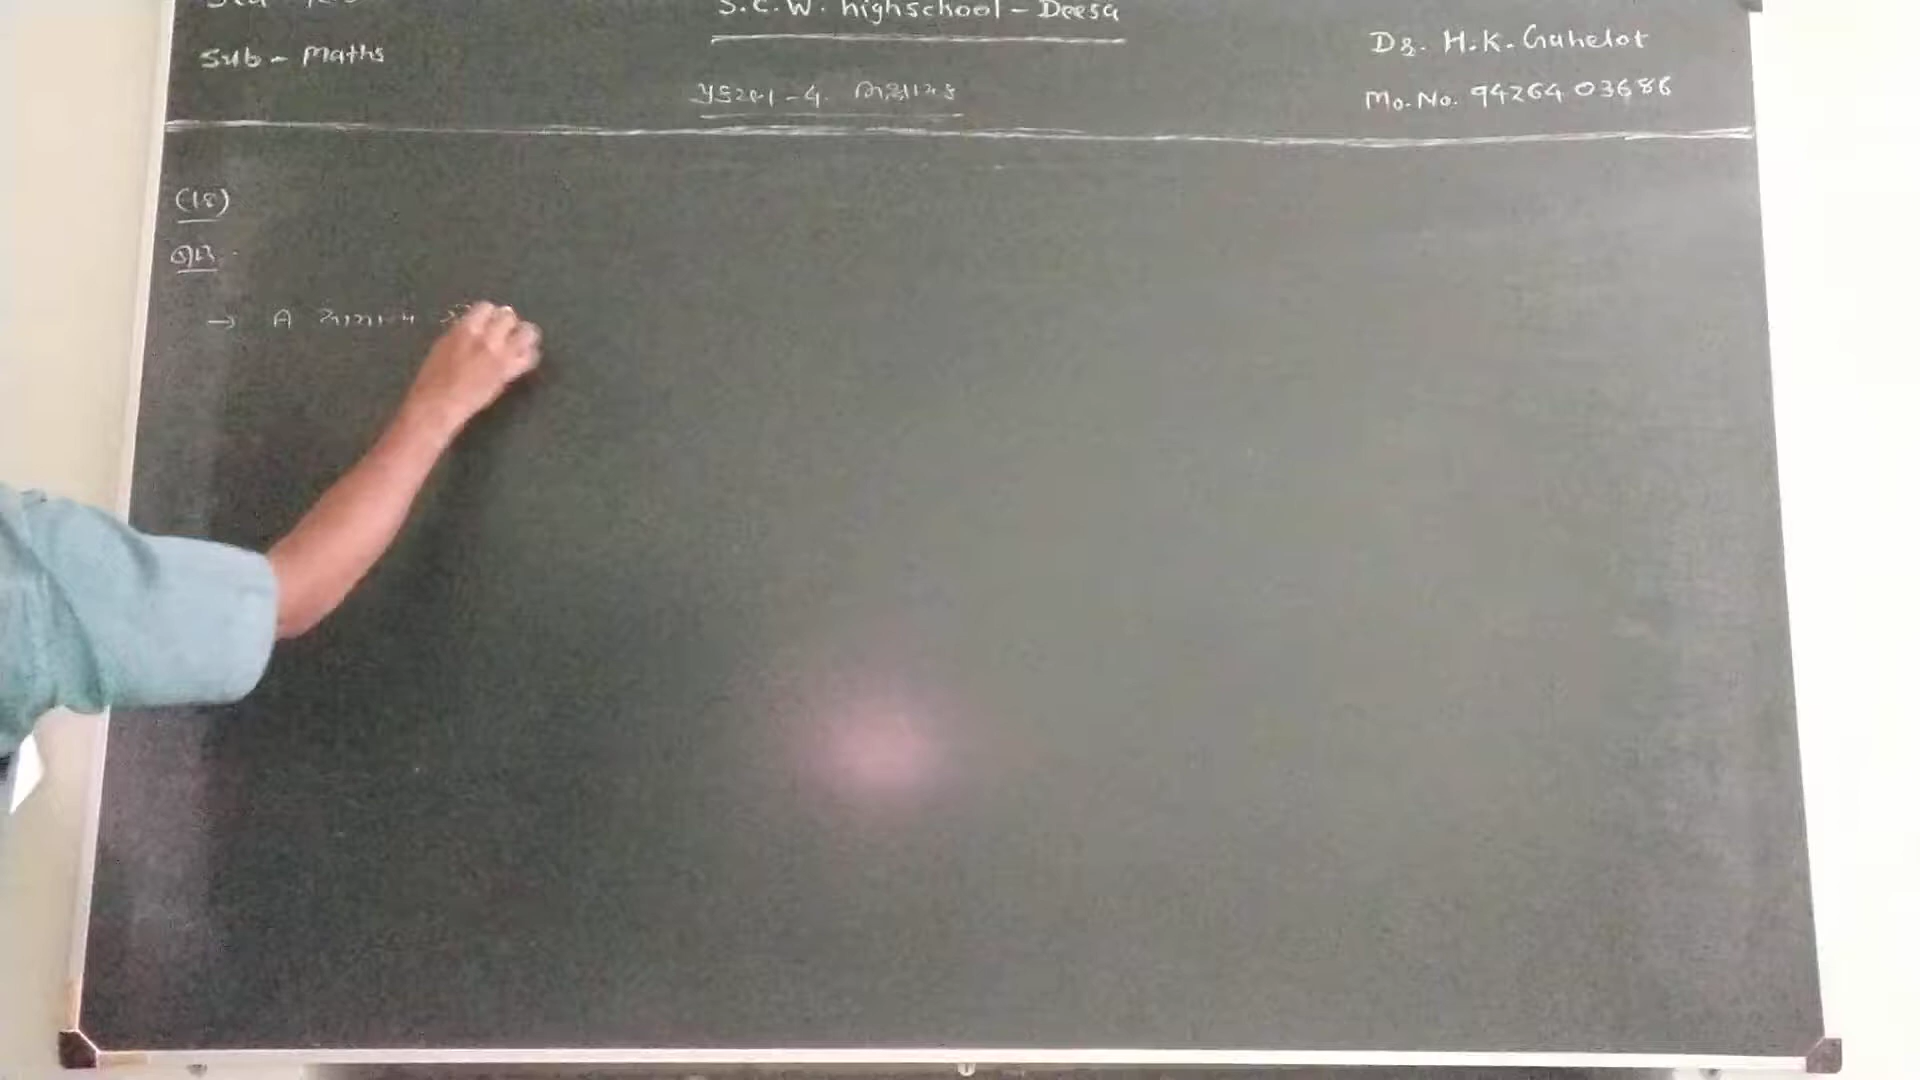 S.C.W. highschool - Deesa
Sub - Maths
Dr. H.K. Gahelot
પ્રકરણ - 4. નિશ્ચાયક
Mo. No. 94264 03686
(18)
→ A સામાન્ય